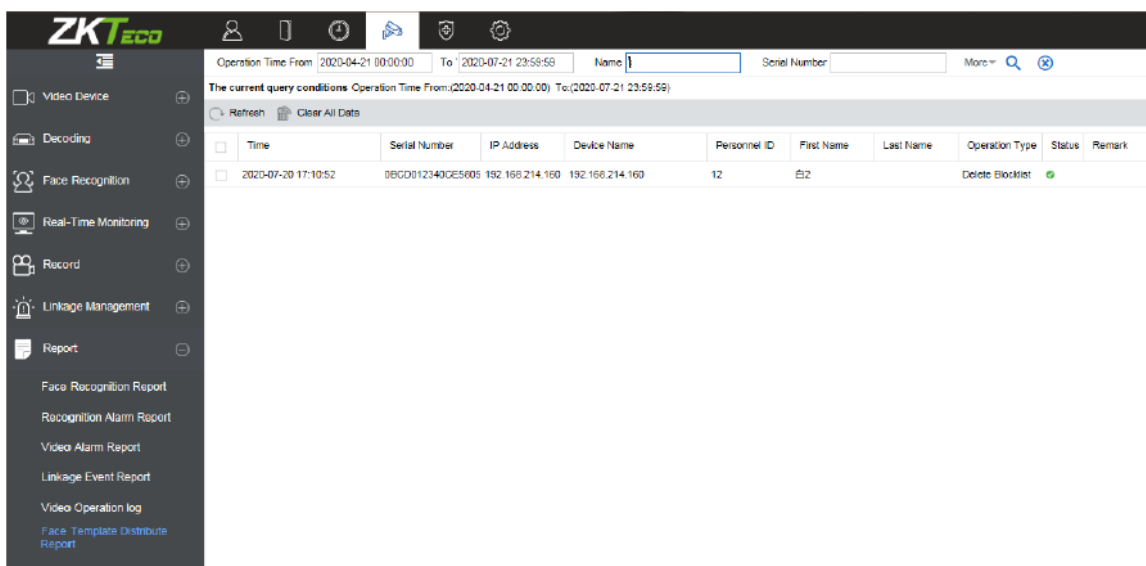 ZKTECO
Operation Time From 2020-04-21 00:00:00 To 2020-07-21 23:59:59 Name Serial Number More
The current query conditions Operation Time From:(2020-04-21 00:00:00) To:(2020-07-21 23:59:59)
Refresh Clear All Data
Time Serial Number IP Address Device Name Personnel ID First Name Last Name Operation Type Status Remark
2020-07-20 17:10:52 192.168.214.160 192.168.214.160 12 白2 Delete Blocklist
Video Device
Decoding
Face Recognition
Real-Time Monitoring
Record
Linkage Management
Report
Face Recognition Report
Recognition Alarm Report
Video Alarm Report
Linkage Event Report
Video Operation log
Face Template Distribute
Report